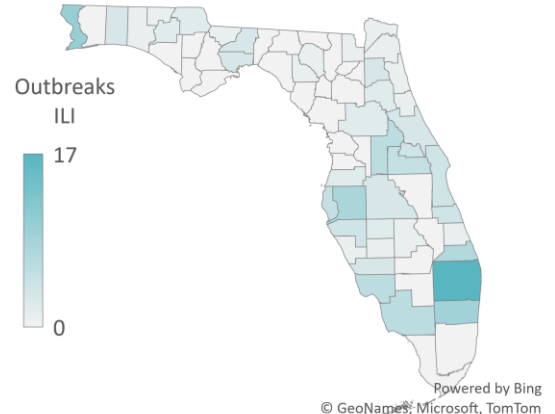 Outbreaks
ILI
17
0
Powered by Bing
© GeoNames, Microsoft, TomTom